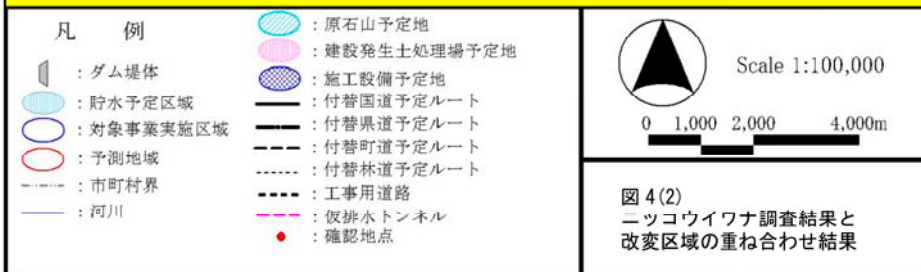 凡 例
: ダム堤体
: 貯水予定区域
: 対象事業実施区域
: 予測地域
: 市町村界
: 河川
: 原石山予定地
: 建設発生土処理場予定地
: 施工設備予定地
: 付替国道予定ルート
: 付替県道予定ルート
: 付替町道予定ルート
: 付替林道予定ルート
: 工事用道路
: 仮排水トンネル
: 確認地点
Scale 1:100,000
0 1,000 2,000 4,000m
図 4(2)
ニッコウイワナ調査結果と
改変区域の重ね合わせ結果